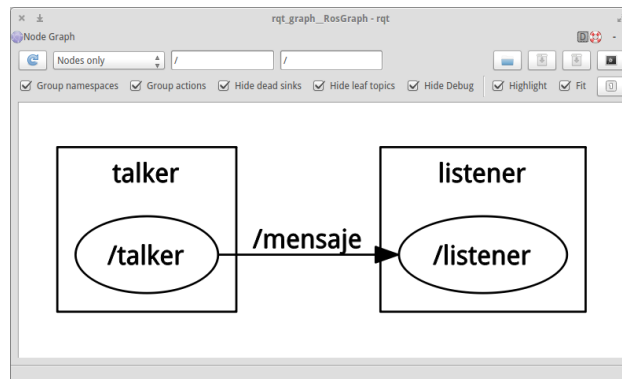 rqt_graph__RosGraph - rqt
Node Graph
D
Nodes only / /
Group namespaces Group actions Hide dead sinks Hide leaf topics Hide Debug Highlight Fit
talker listener
/talker /mensaje /listener